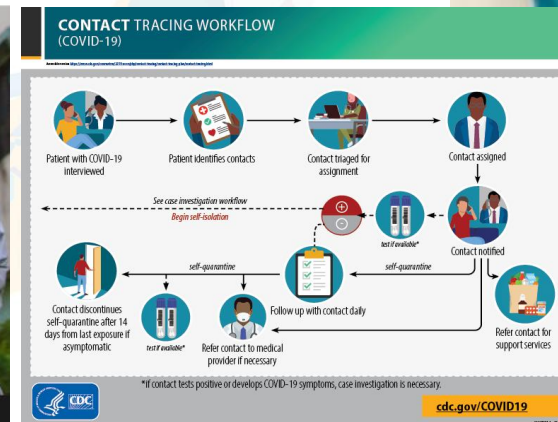 CONTACT TRACING WORKFLOW
(COVID-19)
Patient with COVID-19
interviewed
Patient identifies contacts
Contact triaged for
assignment
Contact assigned
See case investigation workflow
Begin self-isolation
test if available*
Contact notified
self-quarantine
self-quarantine
Contact discontinues
self-quarantine after 14
days from last exposure if
asymptomatic
test if available*
Refer contact to medical
provider if necessary
Follow up with contact daily
Refer contact for
support services
*If contact tests positive or develops COVID-19 symptoms, case investigation is necessary.
CDC
cdc.gov/COVID19